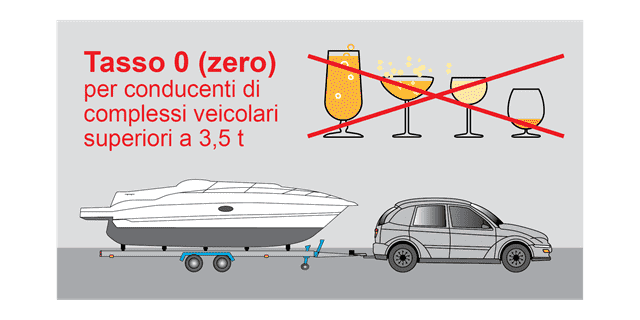 Tasso 0 (zero)
per conducenti di
complessi veicolari
superiori a 3,5 t